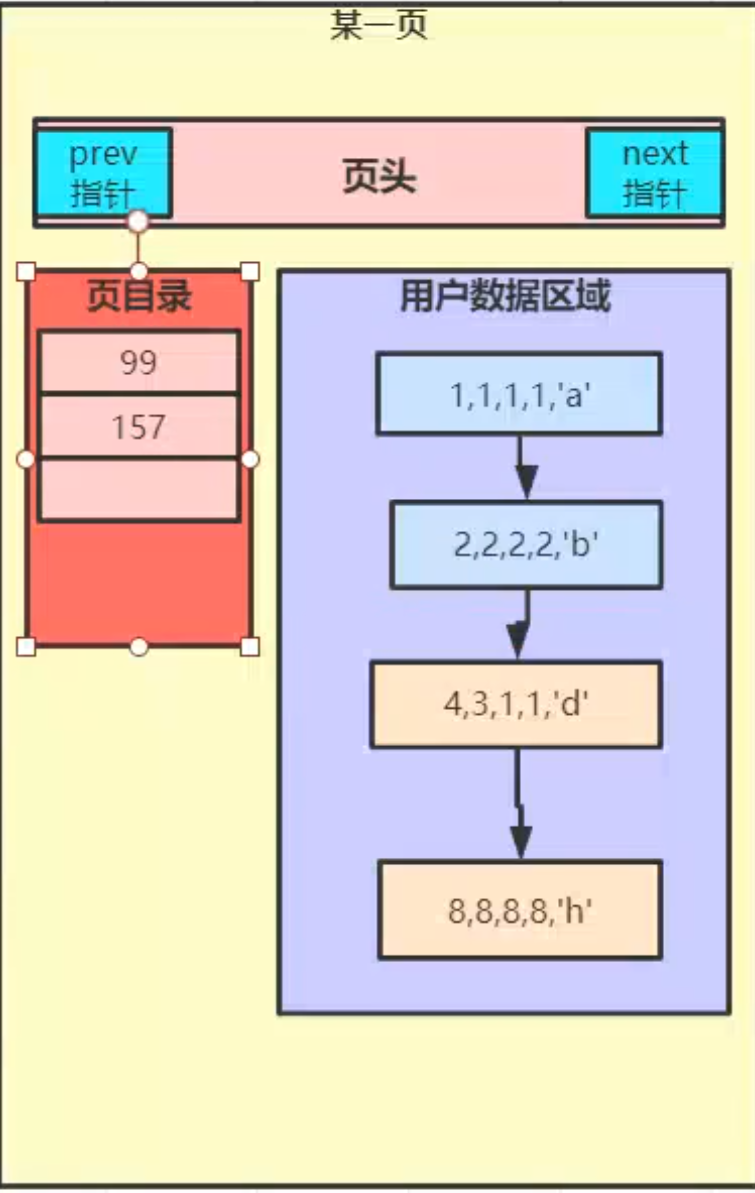 某一页
prev
指针
页头
next
指针
页目录
99
157
用户数据区域
1,1,1,1,'a'
2,2,2,2,'b'
4,3,1,1,'d'
8,8,8,8,'h'